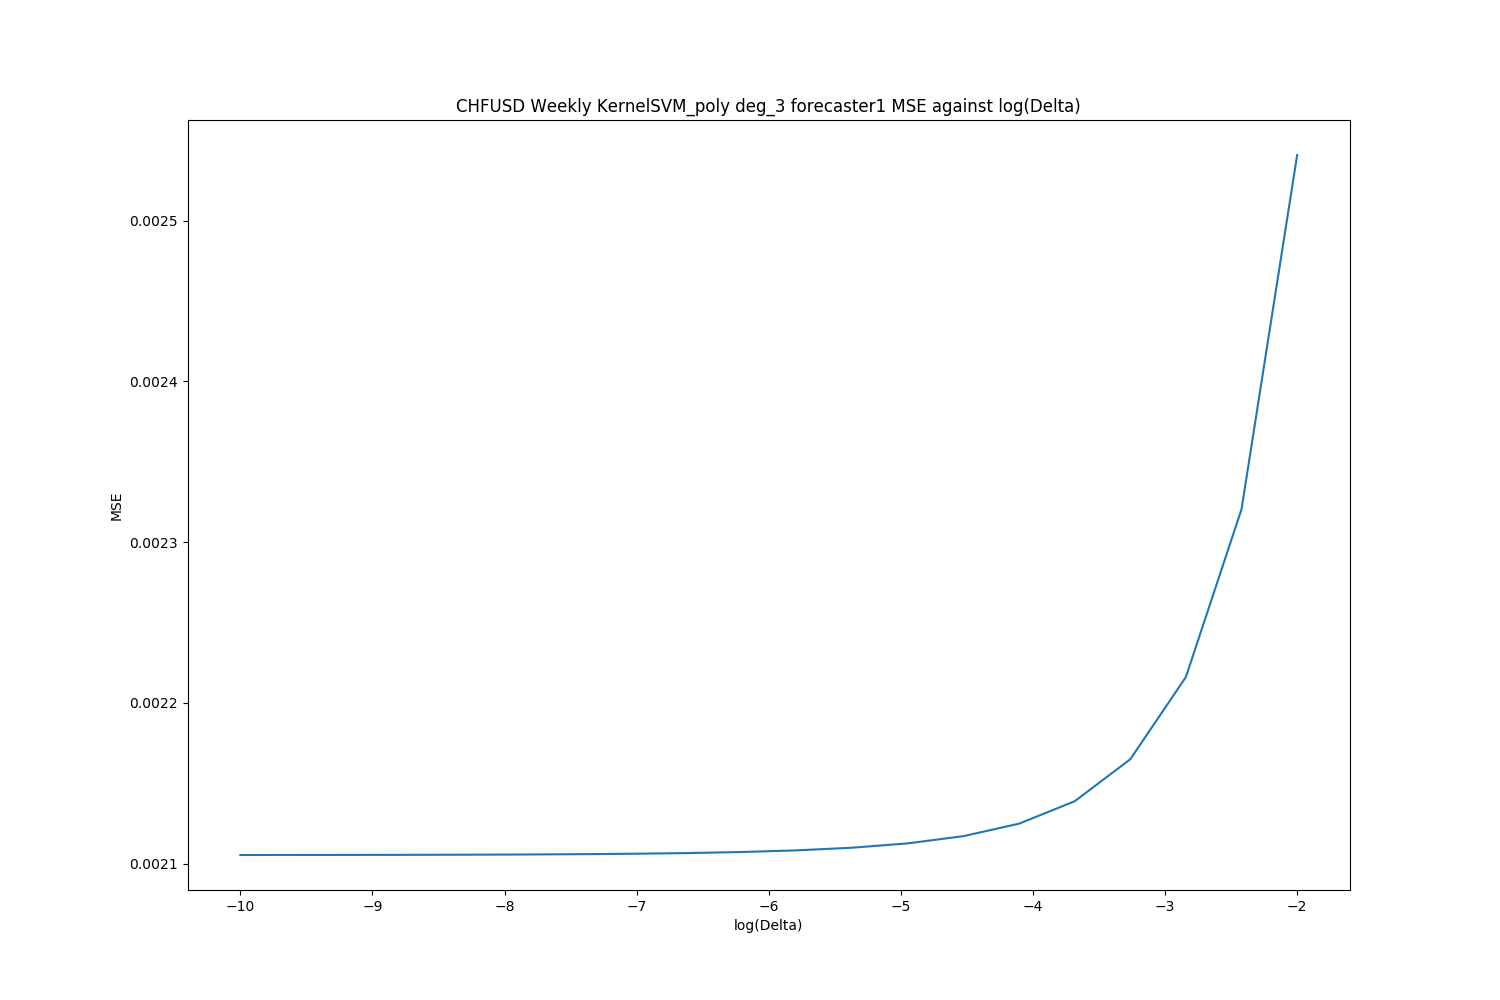 CHFUSD Weekly KernelSVM_poly deg_3 forecaster1 MSE against log(Delta)
0.0025
0.0024
MSE
0.0023
0.0022
0.0021
−10 −9 −8 −7 −6 −5 −4 −3 −2
log(Delta)